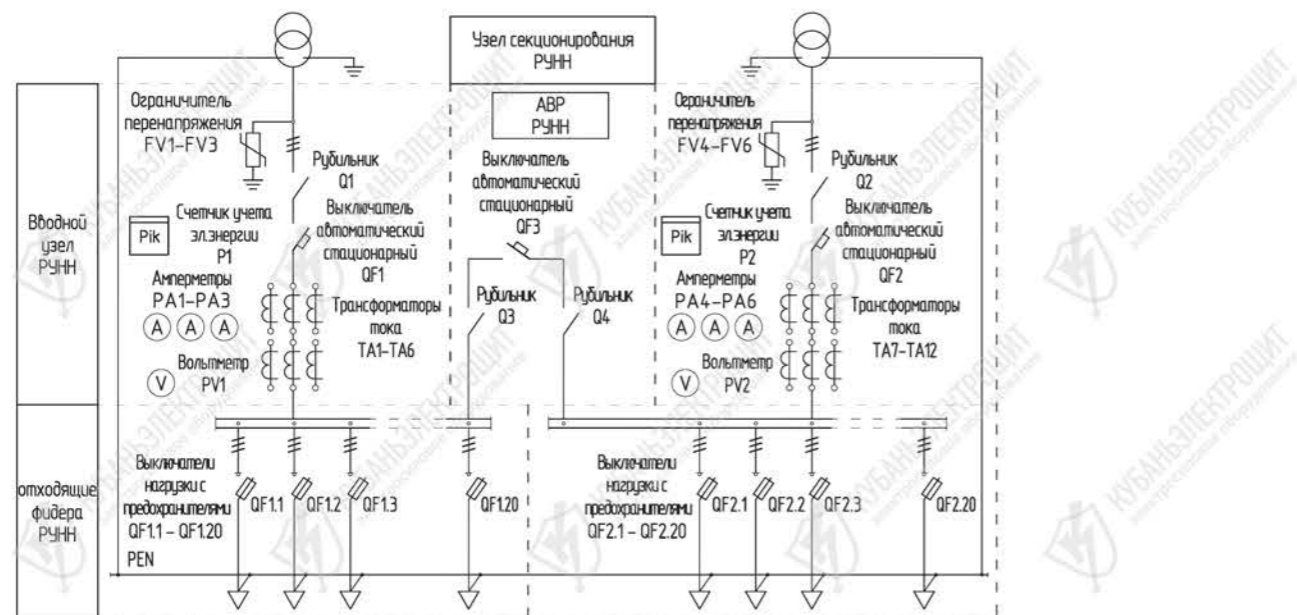 Узел секционирования
РУНН
АВР
РУНН
Вводной
узел
РУНН
Ограничитель
перенапряжения
FV1-FV3
Рубильник
Q1
Счетчик учета
эл.энергии
P1
Pik
Выключатель
автоматический
стационарный
QF1
Амперметры
PA1-PA3
A A A
Трансформаторы
тока
TA1-TA6
Вольтметр
PV1
V
Выключатель
автоматический
стационарный
QF3
Рубильник
Q3
Рубильник
Q4
Ограничитель
перенапряжения
FV4-FV6
Рубильник
Q2
Счетчик учета
эл.энергии
P2
Pik
Выключатель
автоматический
стационарный
QF2
Амперметры
PA4-PA6
A A A
Трансформаторы
тока
TA7-TA12
Вольтметр
PV2
V
отходящие
фидера
РУНН
Выключатели
нагрузки с
предохранителями
QF1.1 - QF1.20
QF1.1 QF1.2 QF1.3 QF1.20
PEN
Выключатели
нагрузки с
предохранителями
QF2.1 - QF2.20
QF2.1 QF2.2 QF2.3 QF2.20
КУБАНЬЭЛЕКТРОЩИТ
электрощитовое оборудование